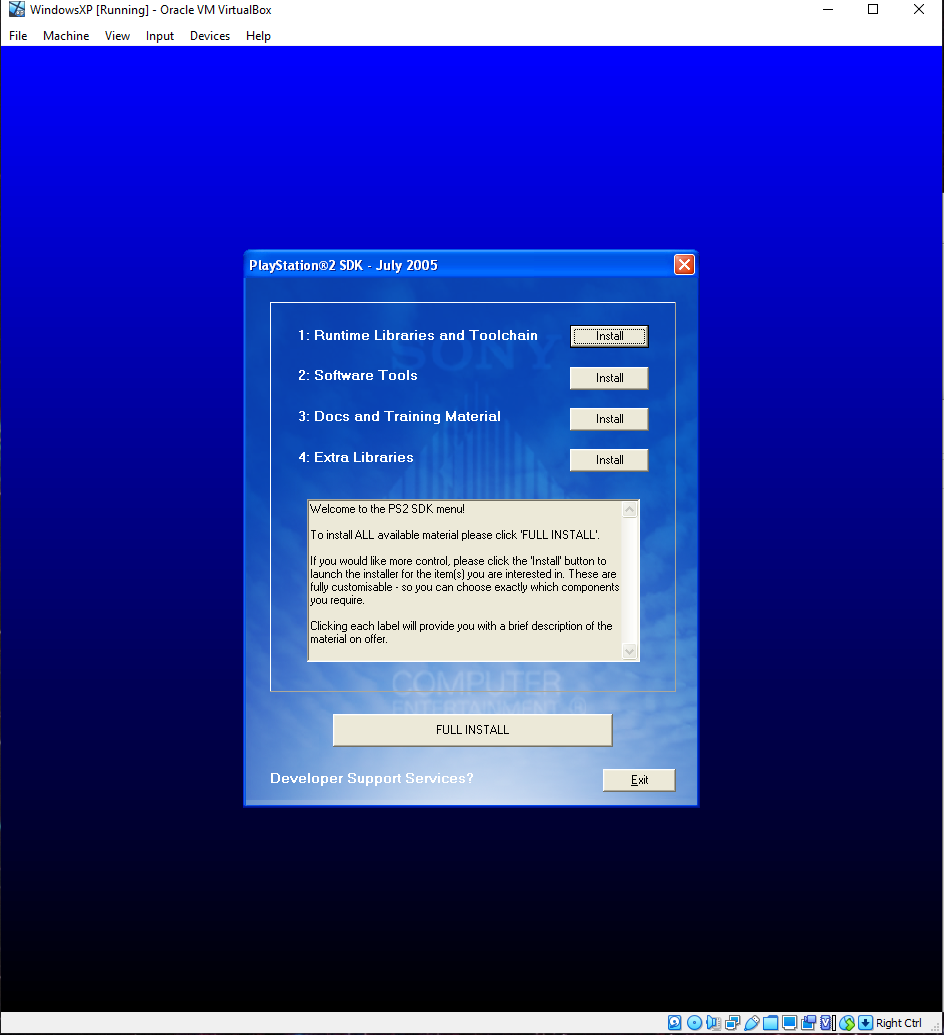 WindowsXP [Running] - Oracle VM VirtualBox
File Machine View Input Devices Help
PlayStation®2 SDK - July 2005
1: Runtime Libraries and Toolchain Install
2: Software Tools Install
3: Docs and Training Material Install
4: Extra Libraries Install
SONY
Welcome to the PS2 SDK menu!
To install ALL available material please click 'FULL INSTALL'.
If you would like more control, please click the 'Install' button to
launch the installer for the item(s) you are interested in. These are
fully customisable - so you can choose exactly which components
you require.
Clicking each label will provide you with a brief description of the
material on offer.
COMPUTER
ENTERTAINMENT ®
FULL INSTALL
Developer Support Services? Exit
Right Ctrl